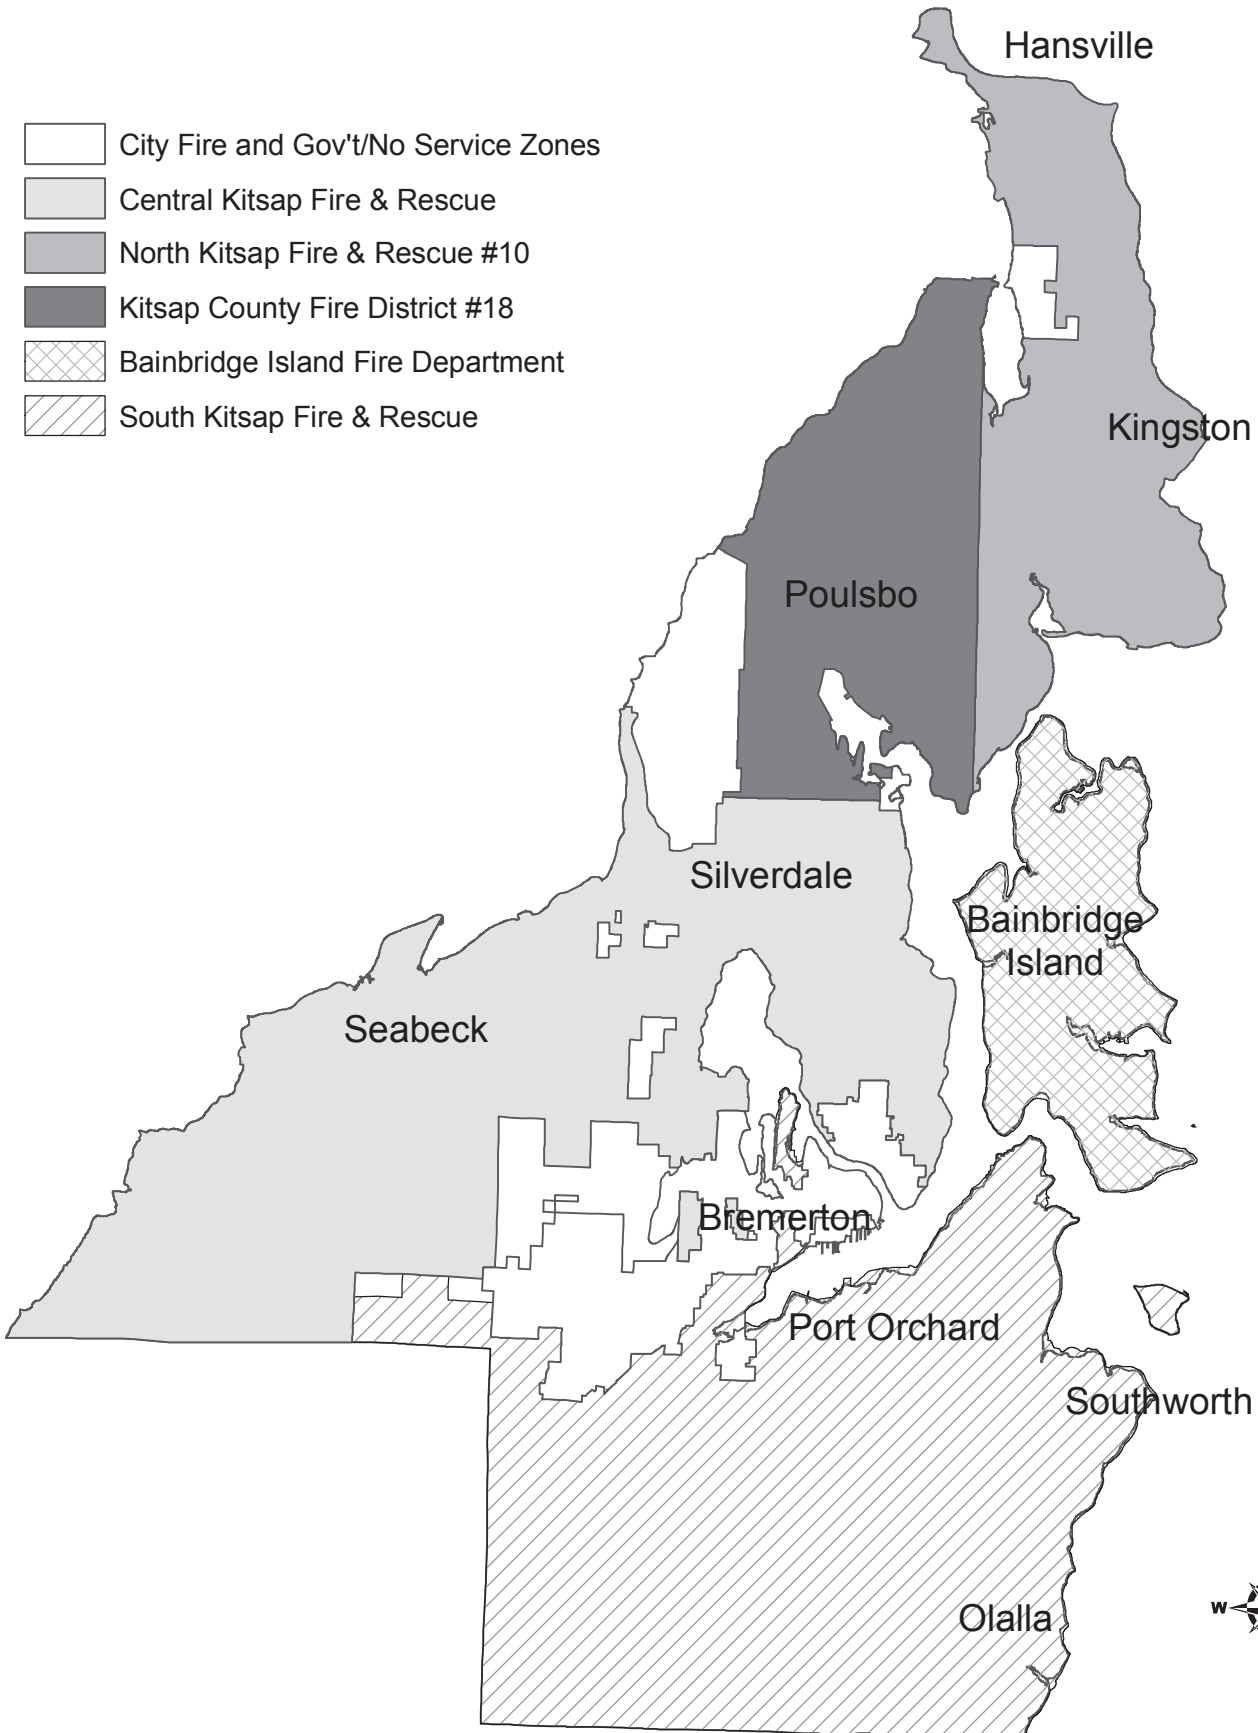 Hansville
City Fire and Gov't/No Service Zones
Central Kitsap Fire & Rescue
North Kitsap Fire & Rescue #10
Kitsap County Fire District #18
Bainbridge Island Fire Department
South Kitsap Fire & Rescue
Kingston
Poulsbo
Silverdale
Bainbridge
Island
Seabeck
Bremerton
Port Orchard
Southworth
Olalla
W